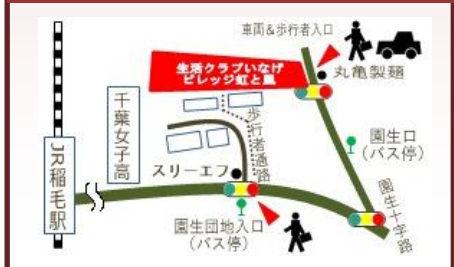 車両&歩行者入口
生活クラブいなげ
ビレッジ虹と風
丸亀製麺
千葉女子高
歩行者通路
JR稲毛駅
スリーエフ
園生口
(バス停)
園生団地入口
(バス停)
園生十字路